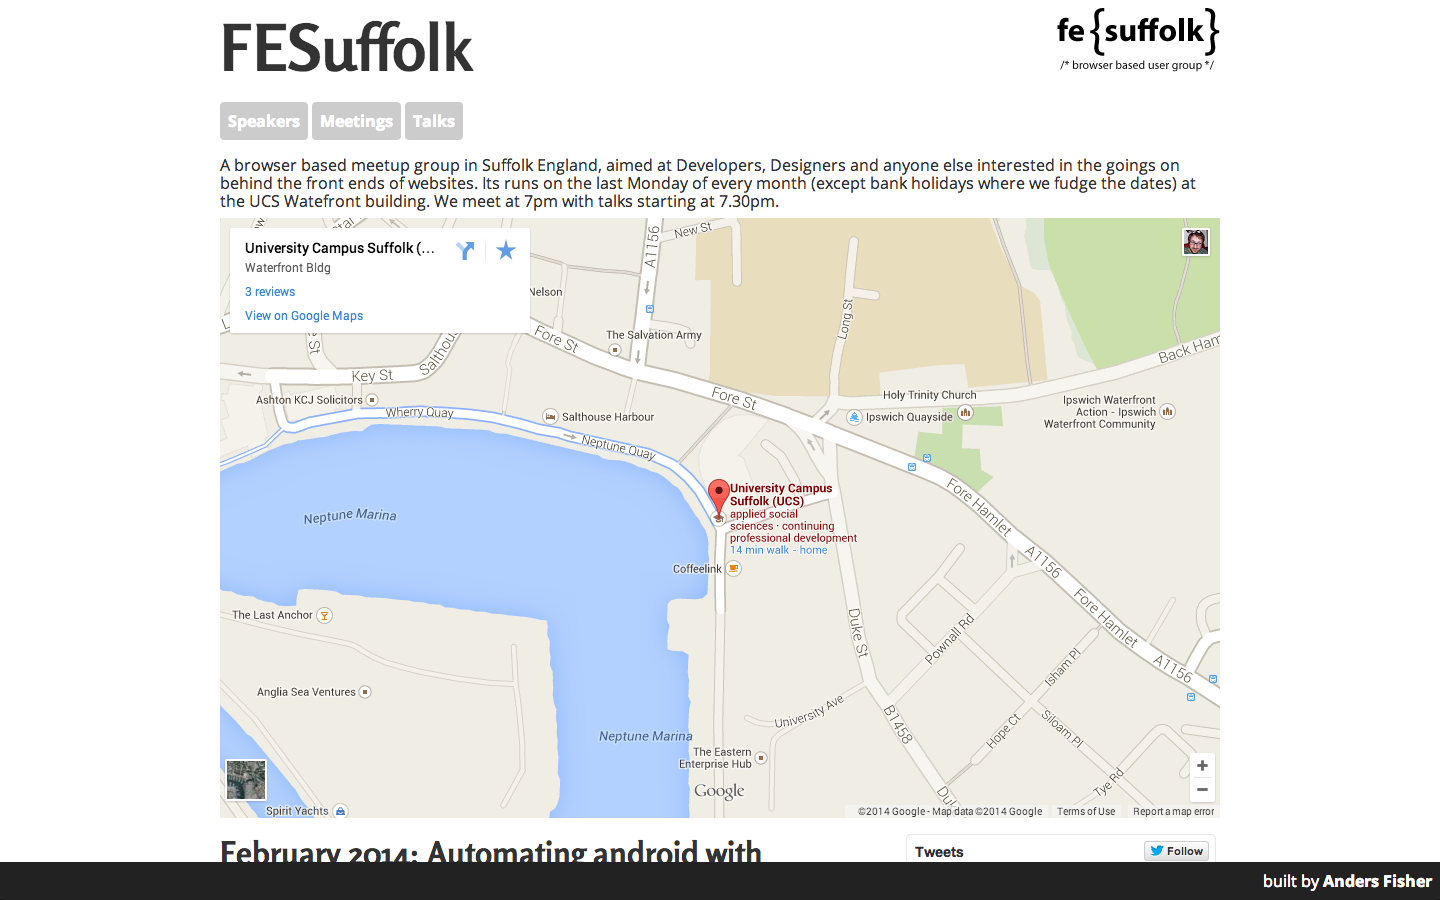 FESuffolk
fe{suffolk}
/* browser based user group */
Speakers
Meetings
Talks
A browser based meetup group in Suffolk England, aimed at Developers, Designers and anyone else interested in the goings on
behind the front ends of websites. Its runs on the last Monday of every month (except bank holidays where we fudge the dates) at
the UCS Watefront building. We meet at 7pm with talks starting at 7.30pm.
University Campus Suffolk (...
Waterfront Bldg
3 reviews
View on Google Maps
New St
A1156
Nelson
The Salvation Army
Long St
Back Ham
Fore St
Key St
Salthous
Holy Trinity Church
Fore St
Ashton KCJ Solicitors
Wherry Quay
Salthouse Harbour
Ipswich Quayside
Ipswich Waterfront
Action - Ipswich
Waterfront Community
Neptune Quay
University Campus
Suffolk (UCS)
applied social
sciences · continuing
professional development
14 min walk - home
Neptune Marina
Fore Hamlet
A1156
Coffeelink
Fore Hamlet
The Last Anchor
Duke St
Pownall Rd
A1156
Isham Pl
Anglia Sea Ventures
University Ave
B1458
Hope Ct
Siloam Pl
Neptune Marina
The Eastern
Enterprise Hub
+
Tye Rd
−
Google
Duk
Spirit Yachts
©2014 Google - Map data ©2014 Google
Terms of Use
Report a map error
February 2014: Automating android with
Tweets
Follow
built by Anders Fisher